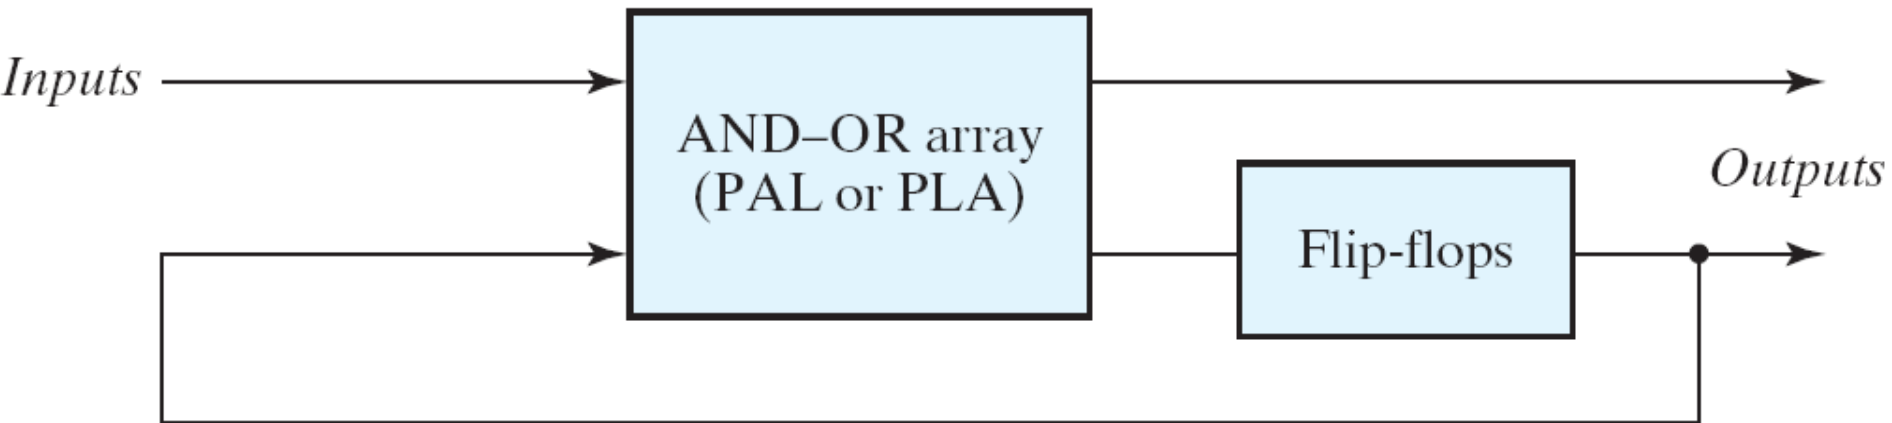 Inputs
AND–OR array
(PAL or PLA)
Outputs
Flip-flops